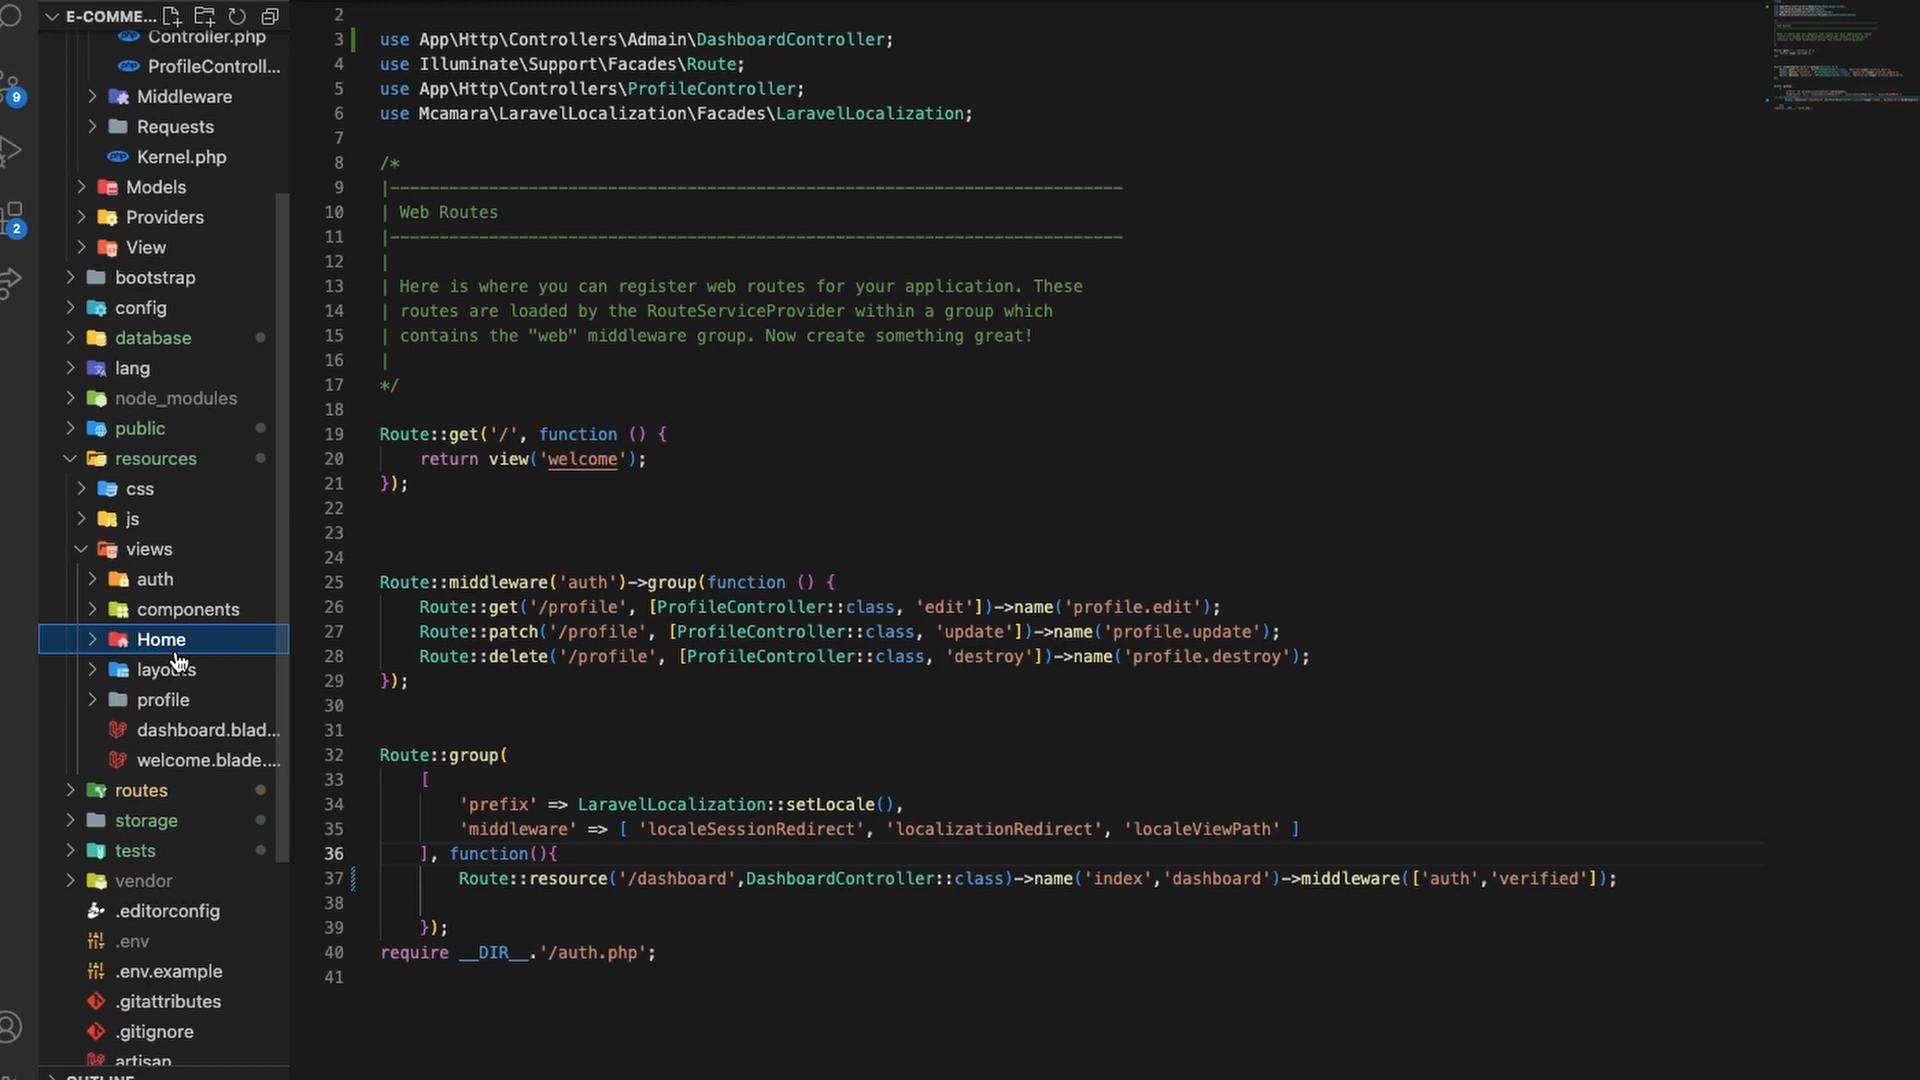 E-COMME...
Controller.php
ProfileControll...
Middleware
Requests
Kernel.php
Models
Providers
View
bootstrap
config
database
lang
node_modules
public
resources
css
js
views
auth
components
Home
layouts
profile
dashboard.blad...
welcome.blade....
routes
storage
tests
vendor
.editorconfig
.env
.env.example
.gitattributes
.gitignore
artisan
OUTLINE
9
2
2
3 use App\Http\Controllers\Admain\DashboardController;
4 use Illuminate\Support\Facades\Route;
5 use App\Http\Controllers\ProfileController;
6 use Mcamara\LaravelLocalization\Facades\LaravelLocalization;
7
8 /*
9 |--------------------------------------------------------------------------
10 | Web Routes
11 |--------------------------------------------------------------------------
12 |
13 | Here is where you can register web routes for your application. These
14 | routes are loaded by the RouteServiceProvider within a group which
15 | contains the "web" middleware group. Now create something great!
16 |
17 */
18
19 Route::get('/', function () {
20 return view('welcome');
21 });
22
23
24
25 Route::middleware('auth')->group(function () {
26 Route::get('/profile', [ProfileController::class, 'edit'])->name('profile.edit');
27 Route::patch('/profile', [ProfileController::class, 'update'])->name('profile.update');
28 Route::delete('/profile', [ProfileController::class, 'destroy'])->name('profile.destroy');
29 });
30
31
32 Route::group(
33 [
34 'prefix' => LaravelLocalization::setLocale(),
35 'middleware' => [ 'localeSessionRedirect', 'localizationRedirect', 'localeViewPath' ]
36 ], function(){
37 Route::resource('/dashboard',DashboardController::class)->name('index','dashboard')->middleware(['auth','verified']);
38
39 });
40 require __DIR__.'/auth.php';
41